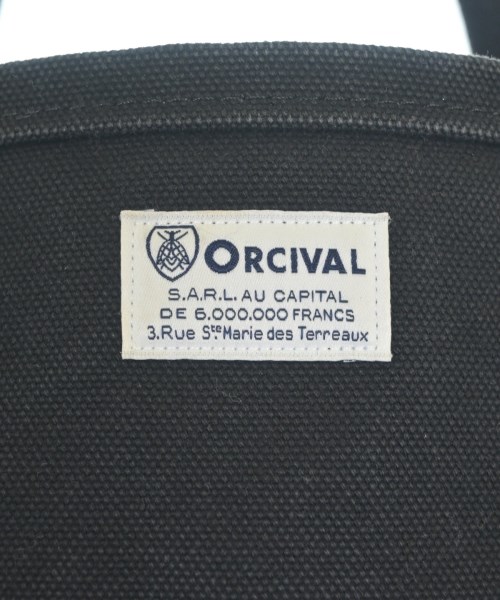 ORCIVAL
S.A.R.L. AU CAPITAL
DE 6.000.000 FRANCS
3.Rue Ste.Marie des Terreaux